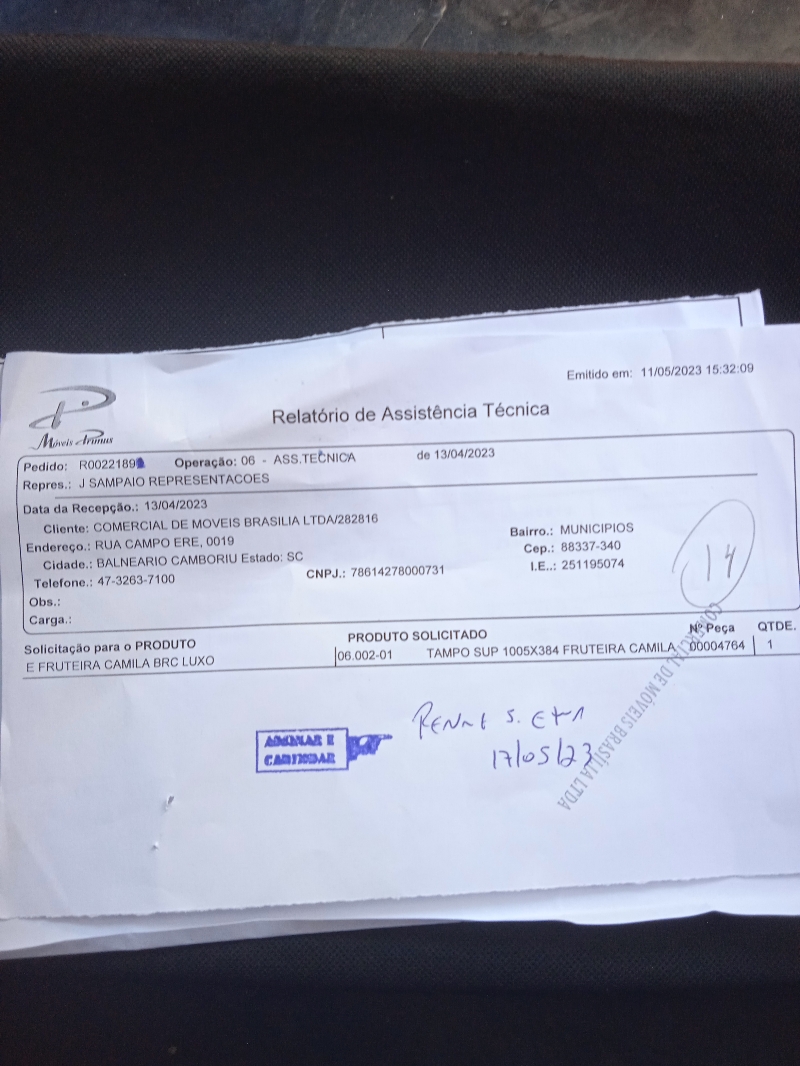 Emitido em: 11/05/2023 15:32:09
Móveis Arimus
Relatório de Assistência Técnica
Pedido: R0022189 Operação: 06 - ASS.TECNICA de 13/04/2023
Repres.: J SAMPAIO REPRESENTACOES
Data da Recepção.: 13/04/2023
Cliente: COMERCIAL DE MOVEIS BRASILIA LTDA/282816
Endereço.: RUA CAMPO ERE, 0019 Bairro.: MUNICIPIOS
Cidade.: BALNEARIO CAMBORIU Estado: SC Cep.: 88337-340
Telefone.: 47-3263-7100 CNPJ.: 78614278000731 I.E..: 251195074
14
Obs.:
Carga.:
Solicitação para o PRODUTO PRODUTO SOLICITADO Nº Peça QTDE.
E FRUTEIRA CAMILA BRC LUXO 06.002-01 TAMPO SUP 1005X384 FRUTEIRA CAMILA 00004764 1
COMERCIAL DE MÓVEIS BRASÍLIA LTDA
ASSINAR E
CARIMBAR
17/05/23